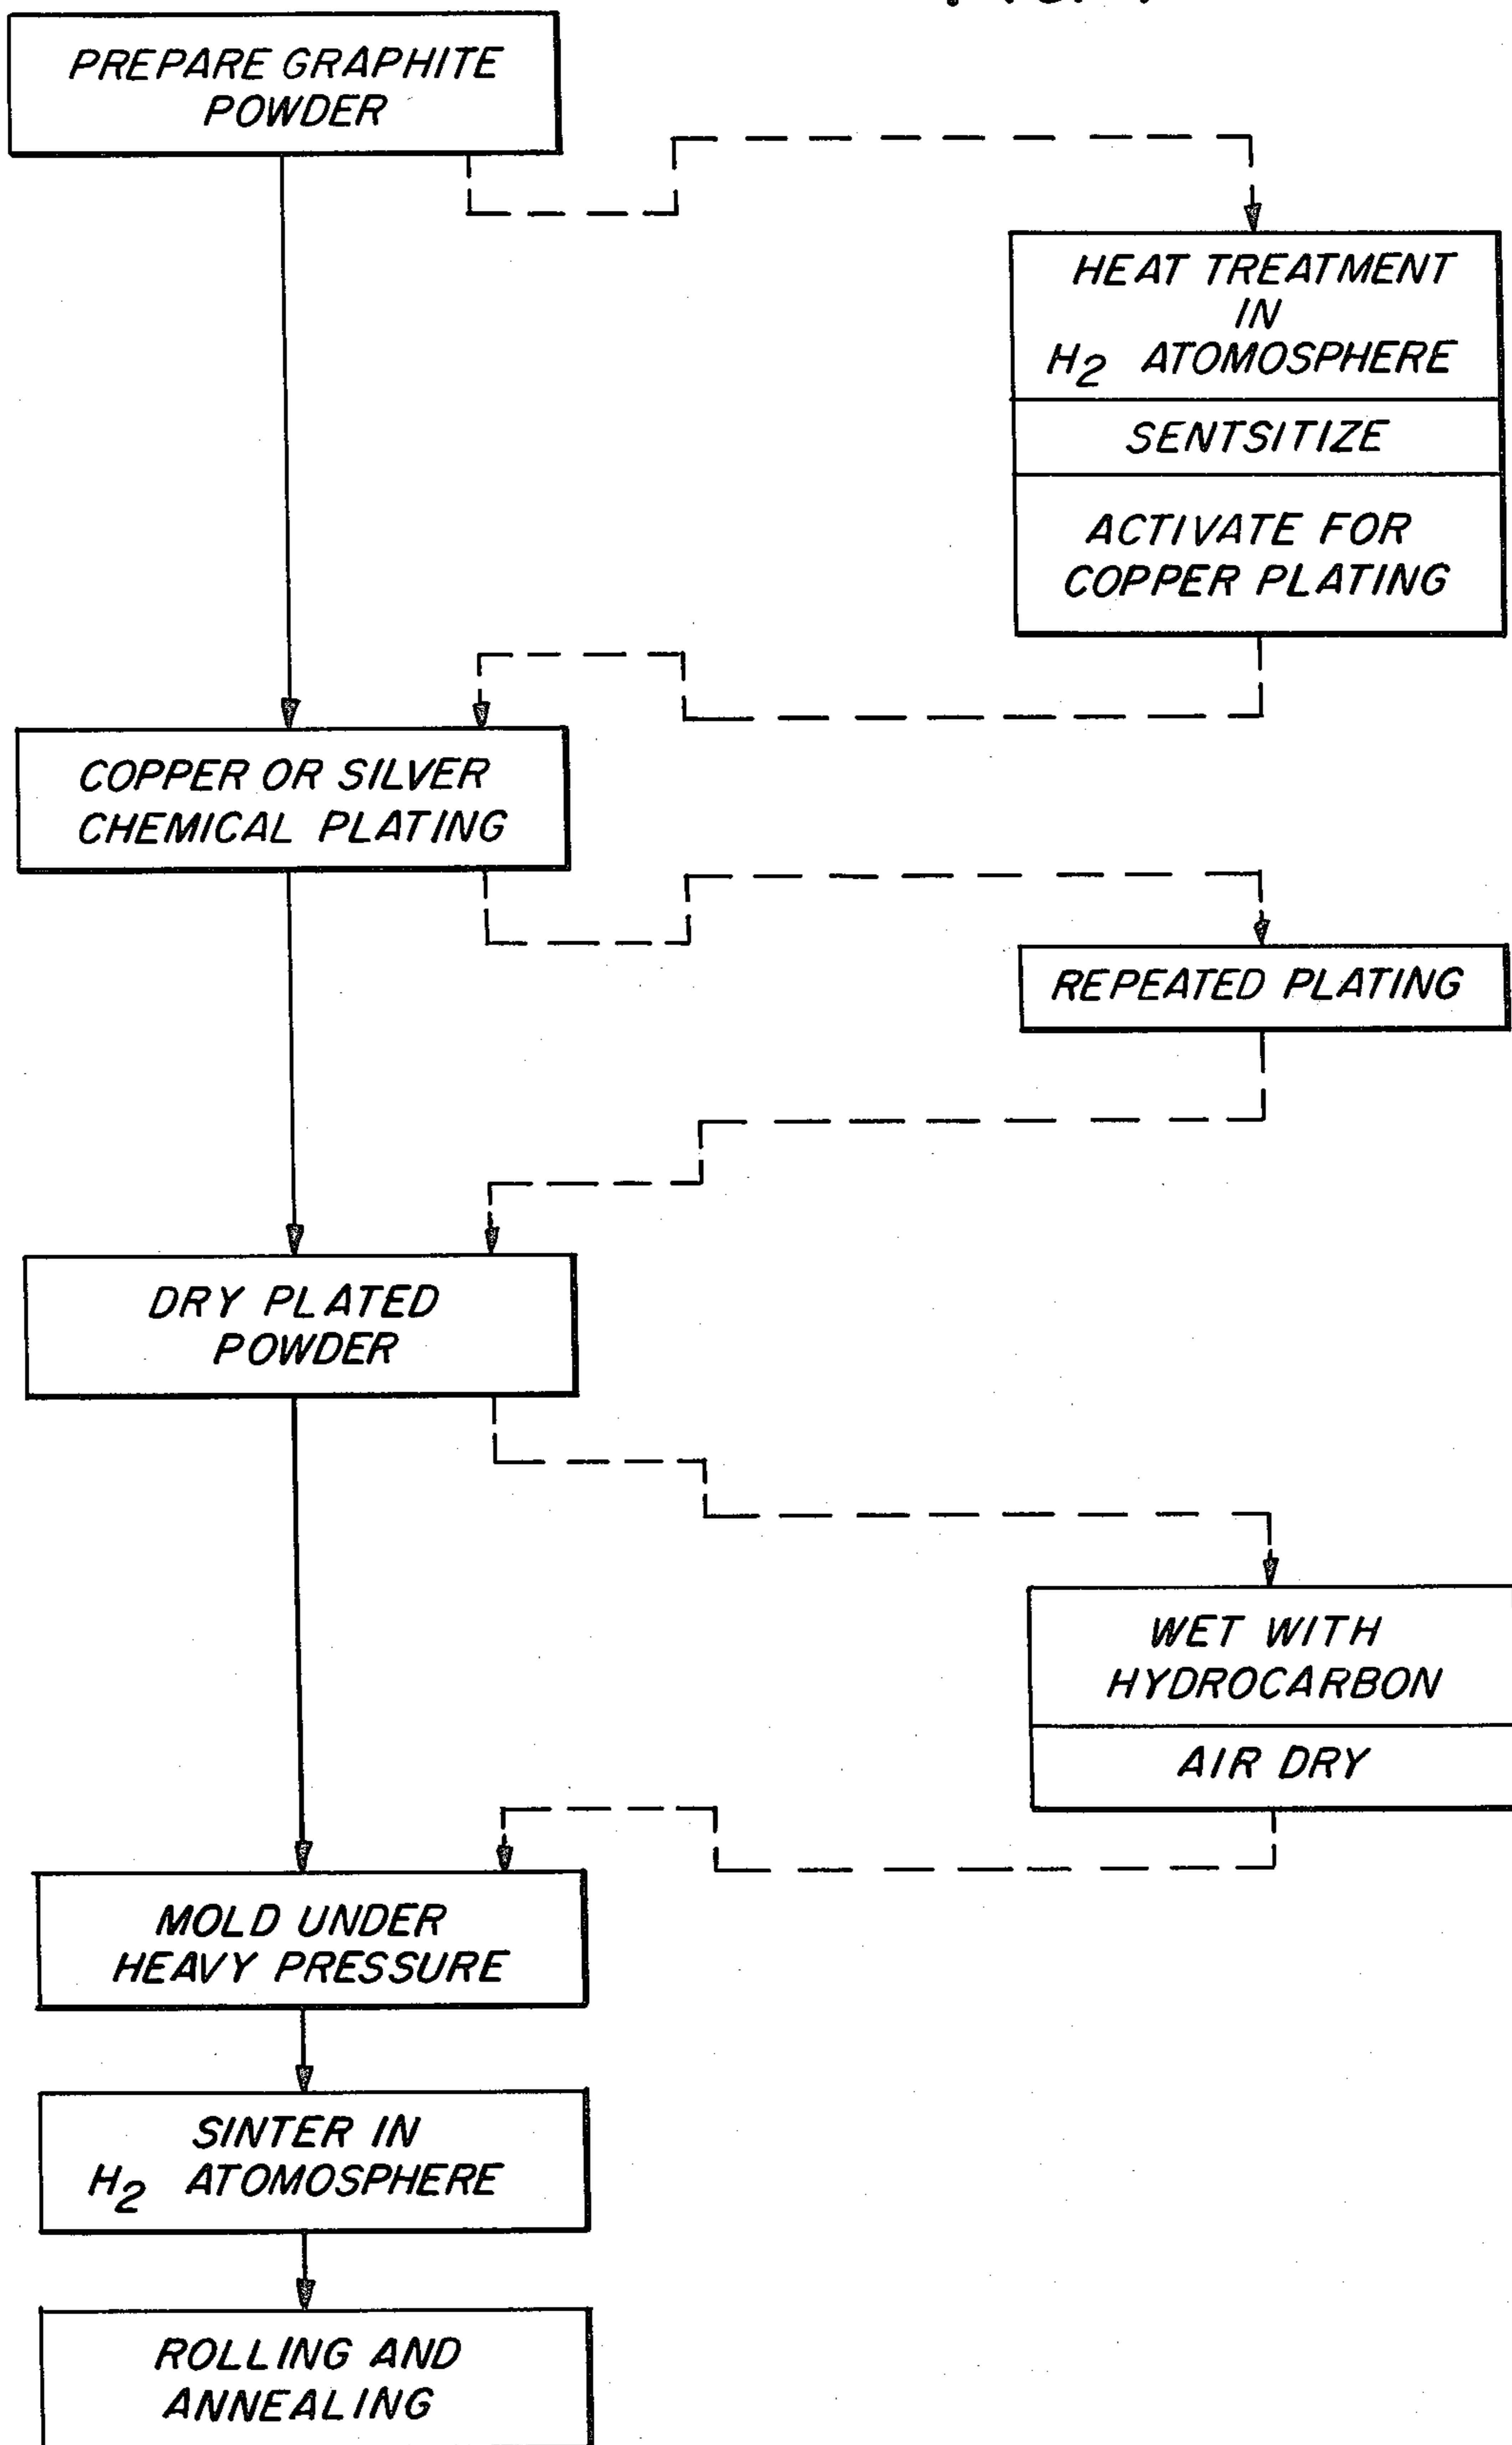 PREPARE GRAPHITE
POWDER
HEAT TREATMENT
IN
H2 ATOMOSPHERE
SENTSITIZE
ACTIVATE FOR
COPPER PLATING
COPPER OR SILVER
CHEMICAL PLATING
REPEATED PLATING
DRY PLATED
POWDER
WET WITH
HYDROCARBON
AIR DRY
MOLD UNDER
HEAVY PRESSURE
SINTER IN
H2 ATOMOSPHERE
ROLLING AND
ANNEALING